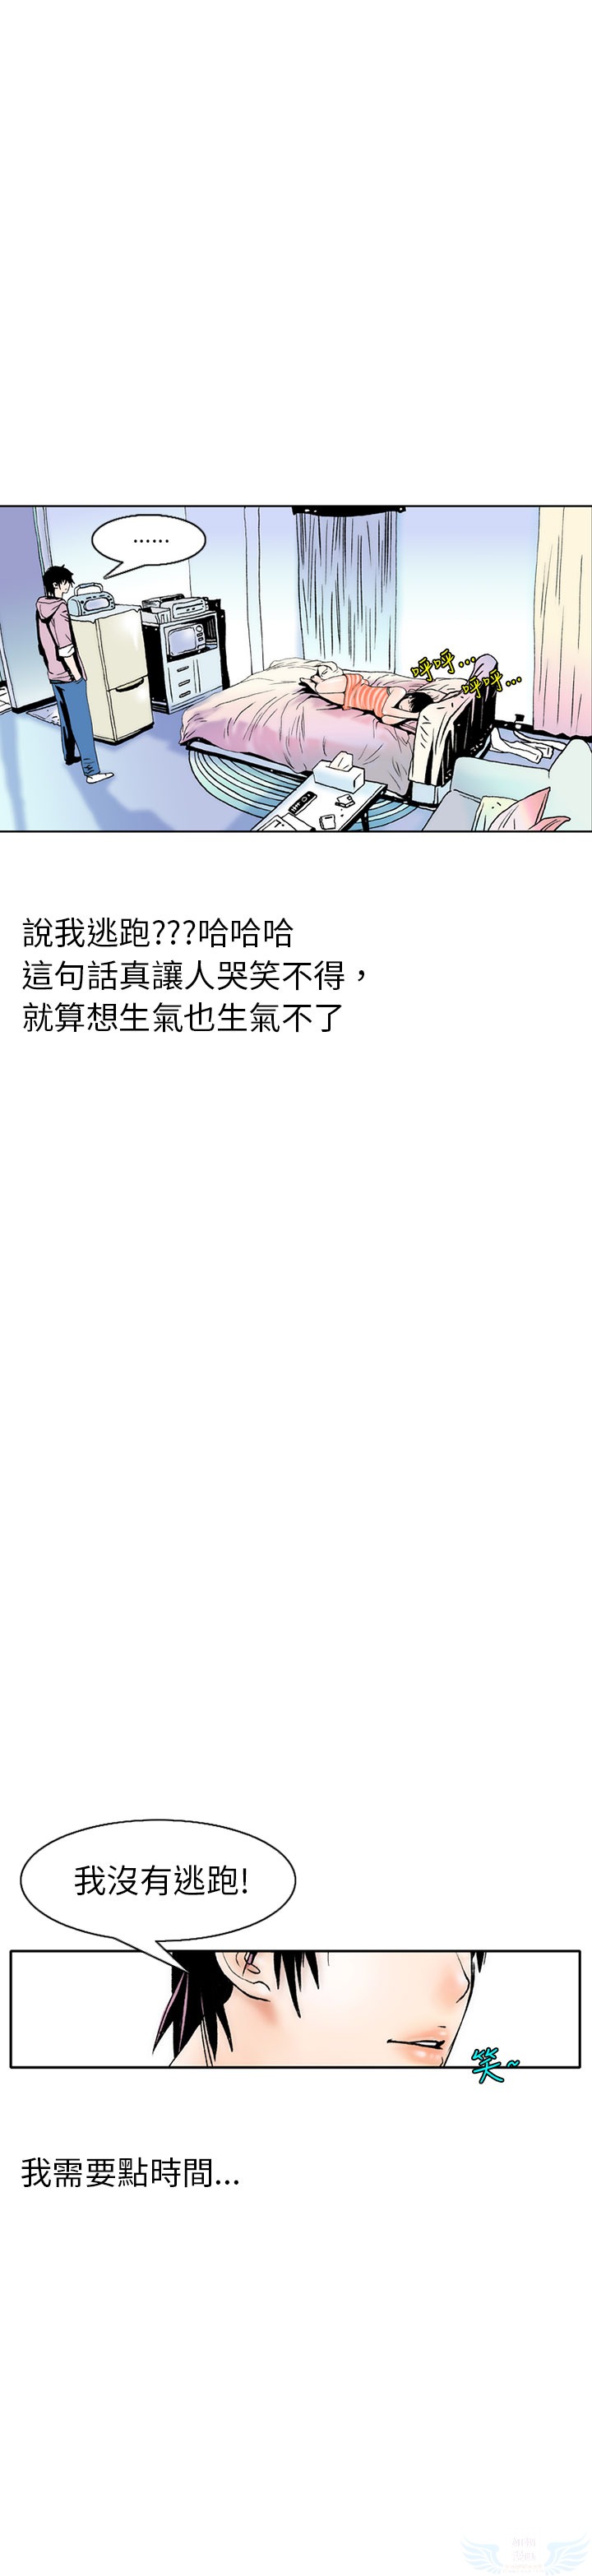 ……
呼呼…
呼呼…
說我逃跑???哈哈哈
這句話真讓人哭笑不得，
就算想生氣也生氣不了
我沒有逃跑!
笑~
我需要點時間...